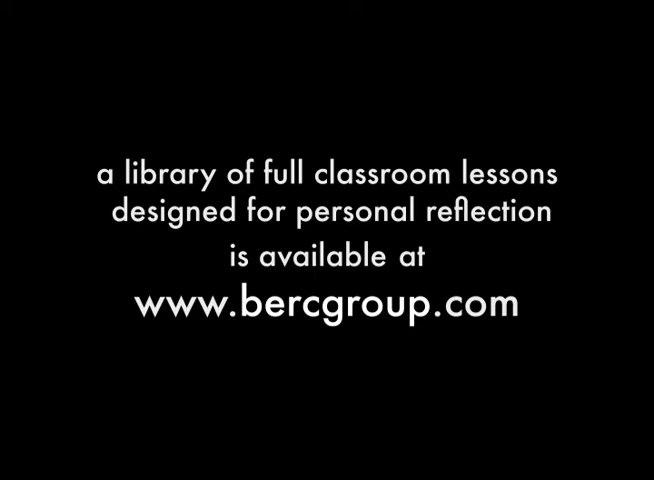 a library of full classroom lessons
designed for personal reflection
is available at
www.bercgroup.com